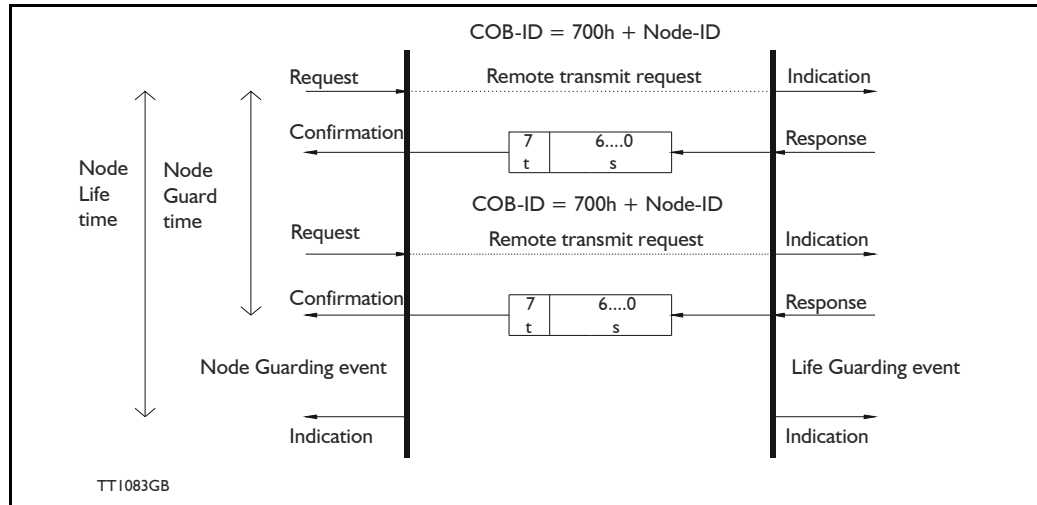 COB-ID = 700h + Node-ID
Request
Remote transmit request
Indication
Confirmation
7
6....0
Response
t
s
Node
Life
time
Node
Guard
time
COB-ID = 700h + Node-ID
Request
Remote transmit request
Indication
Confirmation
7
6....0
Response
t
s
Node Guarding event
Life Guarding event
Indication
Indication
TT1083GB